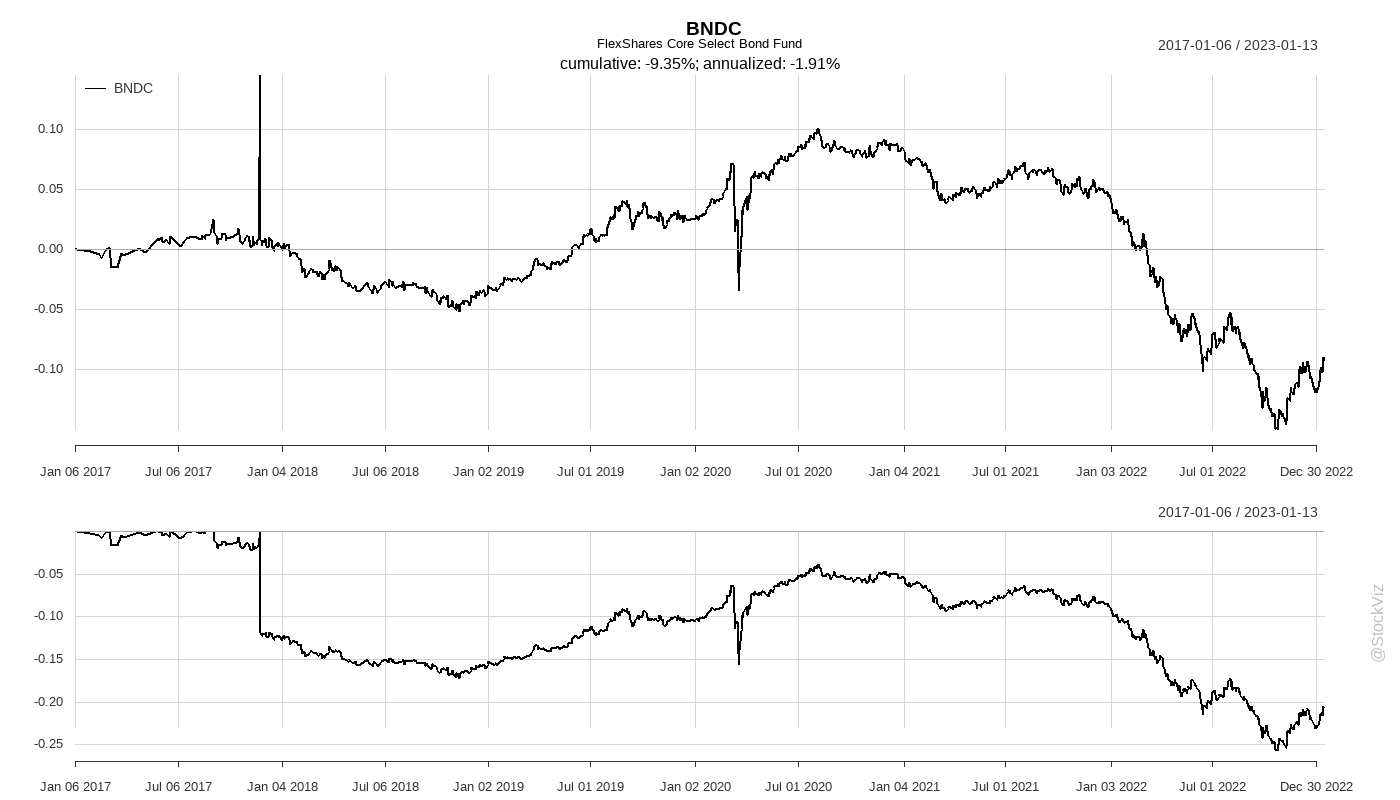 BNDC
FlexShares Core Select Bond Fund
cumulative: -9.35%; annualized: -1.91%
2017-01-06 / 2023-01-13
BNDC
0.10
0.05
0.00
-0.05
-0.10
Jan 06 2017 Jul 06 2017 Jan 04 2018 Jul 06 2018 Jan 02 2019 Jul 01 2019 Jan 02 2020 Jul 01 2020 Jan 04 2021 Jul 01 2021 Jan 03 2022 Jul 01 2022 Dec 30 2022
2017-01-06 / 2023-01-13
-0.05
-0.10
-0.15
-0.20
-0.25
Jan 06 2017 Jul 06 2017 Jan 04 2018 Jul 06 2018 Jan 02 2019 Jul 01 2019 Jan 02 2020 Jul 01 2020 Jan 04 2021 Jul 01 2021 Jan 03 2022 Jul 01 2022 Dec 30 2022
@StockViz